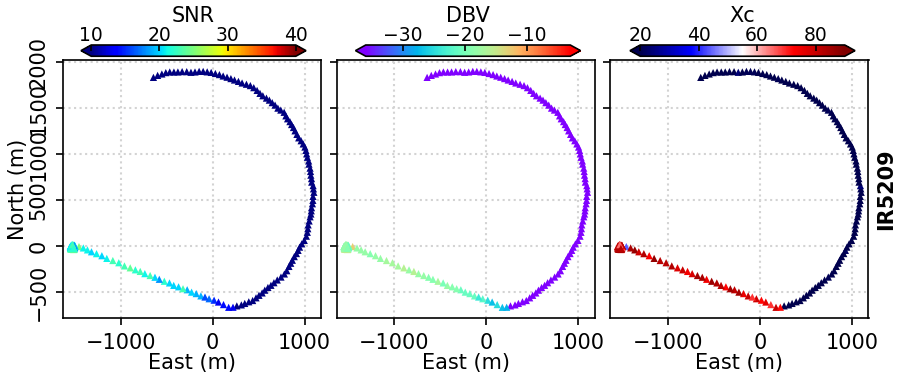 SNR DBV Xc
10 20 30 40 −30 −20 −10 20 40 60 80
North (m)
2000
1500
1000
500
0
−500
IR5209
−1000 0 1000 −1000 0 1000 −1000 0 1000
East (m) East (m) East (m)